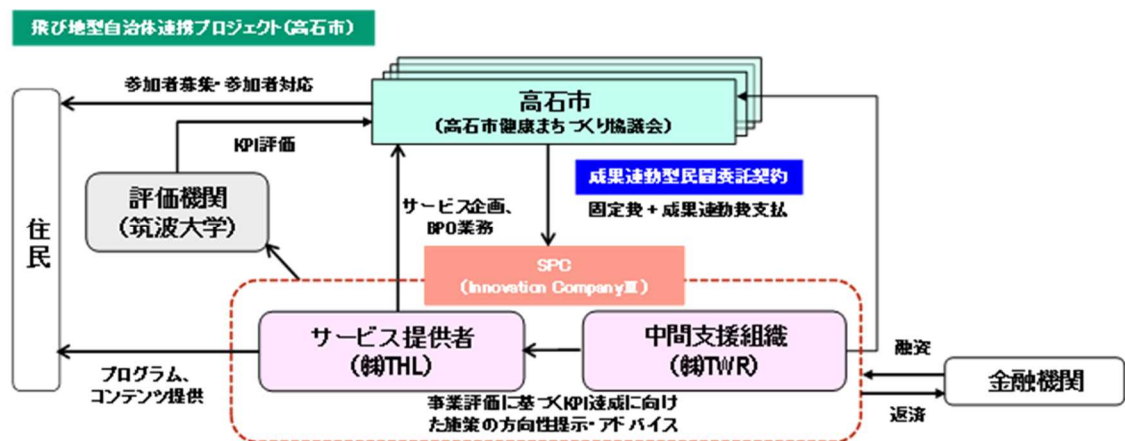 飛び地型自治体連携プロジェクト(高石市)
参加者募集・参加者対応
高石市
(高石市健康まちづくり協議会)
KPI評価
成果連動型民間委託契約
評価機関
(筑波大学)
サービス企画、
BPO業務
固定費+成果連動費支払
住民
SPC
(Innovation CompanyⅢ)
サービス提供者
(㈱THL)
中間支援組織
(㈱TWR)
融資
金融機関
返済
プログラム、
コンテンツ提供
事業評価に基づくKPI達成に向け
た施策の方向性提示・アドバイス